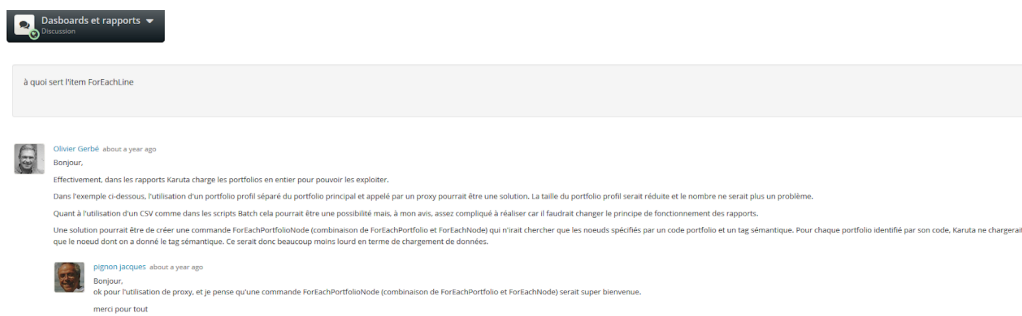 Dasboards et rapports
Discussion
à quoi sert l'item ForEachLine
Olivier Gerbé about a year ago
Bonjour,
Effectivement, dans les rapports Karuta charge les portfolios en entier pour pouvoir les exploiter.
Dans l'exemple ci-dessous, l'utilisation d'un portfolio profil séparé du portfolio principal et appelé par un proxy pourrait être une solution. La taille du portfolio profil serait réduite et le nombre ne serait plus un problème.
Quant à l'utilisation d'un CSV comme dans les scripts Batch cela pourrait être une possibilité mais, à mon avis, assez compliqué à réaliser car il faudrait changer le principe de fonctionnement des rapports.
Une solution pourrait être de créer une commande ForEachPortfolioNode (combinaison de ForEachPortfolio et ForEachNode) qui n'irait chercher que les noeuds spécifiés par un code portfolio et un tag sémantique. Pour chaque portfolio identifié par son code, Karuta ne chargerait
que le noeud dont on a donné le tag sémantique. Ce serait donc beaucoup moins lourd en terme de chargement de données.
pignon jacques about a year ago
Bonjour,
ok pour l'utilisation de proxy, et je pense qu'une commande ForEachPortfolioNode (combinaison de ForEachPortfolio et ForEachNode) serait super bienvenue.
merci pour tout